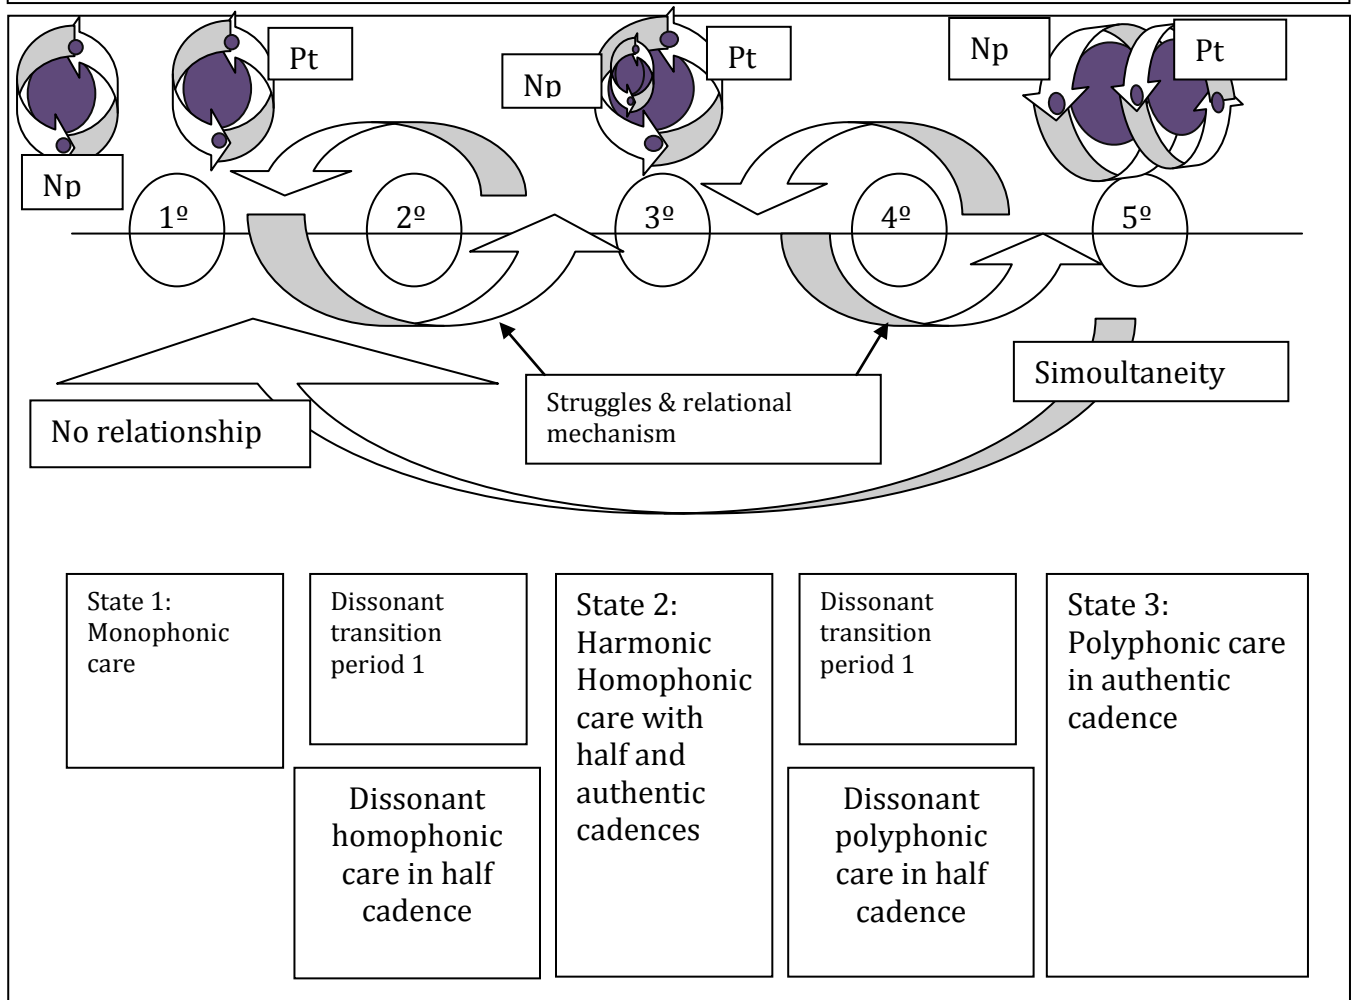 Pt
Np
Np
Pt
Np
Pt
1º
2º
3º
4º
5º
No relationship
Struggles & relational
mechanism
Simoultaneity
State 1:
Monophonic
care
Dissonant
transition
period 1
State 2:
Harmonic
Homophonic
care with
half and
authentic
cadences
Dissonant
transition
period 1
State 3:
Polyphonic care
in authentic
cadence
Dissonant
homophonic
care in half
cadence
Dissonant
polyphonic
care in half
cadence